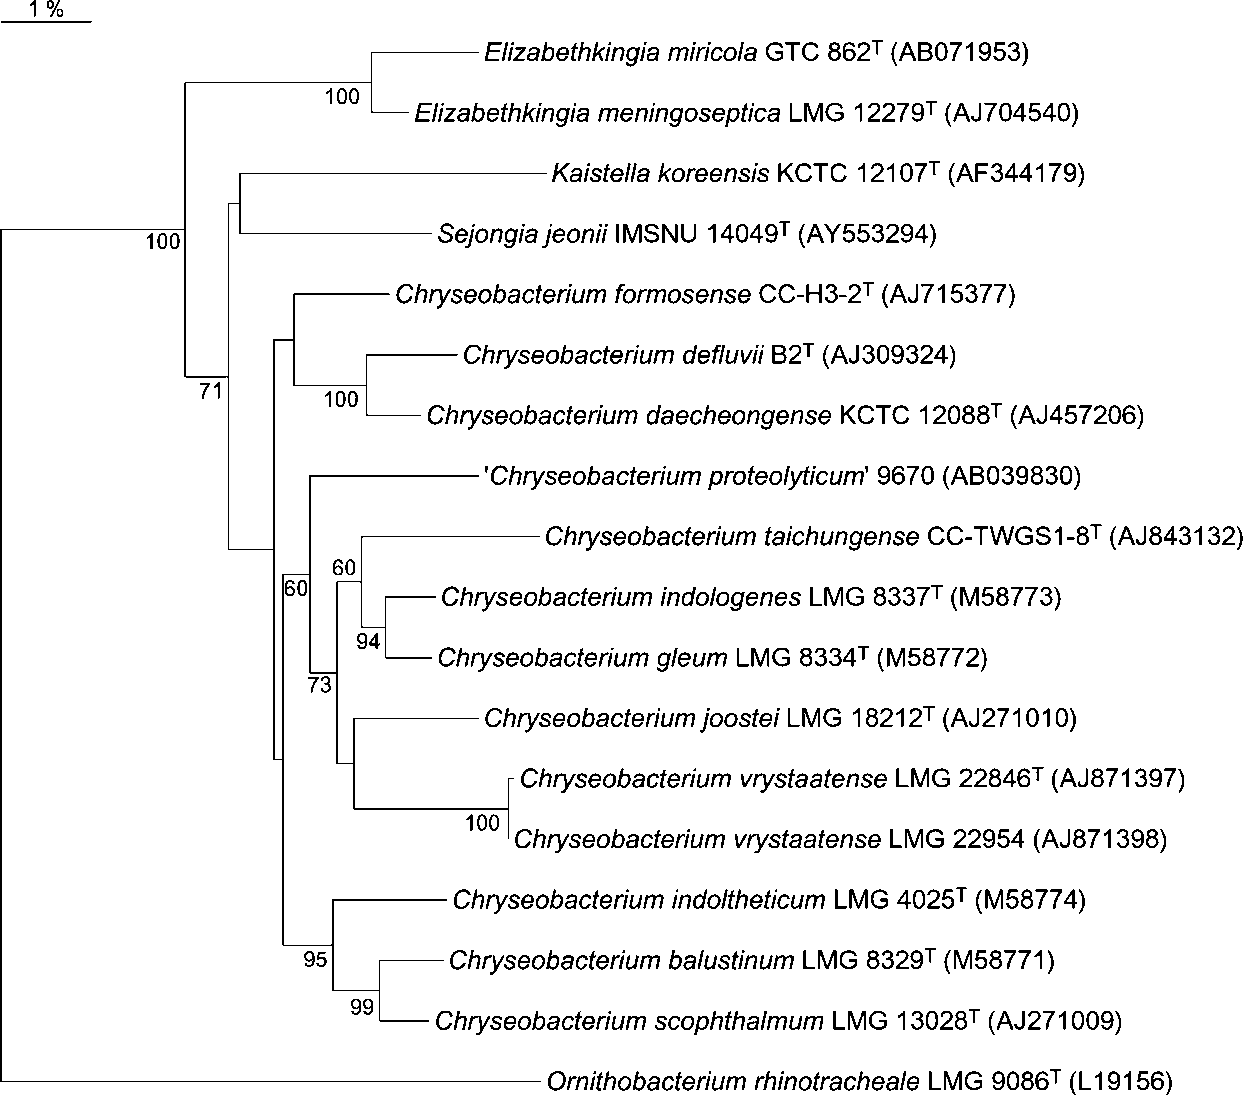 1 %
Elizabethkingia miricola GTC 862ᵀ (AB071953)
100
Elizabethkingia meningoseptica LMG 12279ᵀ (AJ704540)
Kaistella koreensis KCTC 12107ᵀ (AF344179)
100
Sejongia jeonii IMSNU 14049ᵀ (AY553294)
Chryseobacterium formosense CC-H3-2ᵀ (AJ715377)
Chryseobacterium defluvii B2ᵀ (AJ309324)
71
100
Chryseobacterium daecheongense KCTC 12088ᵀ (AJ457206)
'Chryseobacterium proteolyticum' 9670 (AB039830)
Chryseobacterium taichungense CC-TWGS1-8ᵀ (AJ843132)
60
60
Chryseobacterium indologenes LMG 8337ᵀ (M58773)
94
Chryseobacterium gleum LMG 8334ᵀ (M58772)
73
Chryseobacterium joostei LMG 18212ᵀ (AJ271010)
Chryseobacterium vrystaatense LMG 22846ᵀ (AJ871397)
100
Chryseobacterium vrystaatense LMG 22954 (AJ871398)
Chryseobacterium indoltheticum LMG 4025ᵀ (M58774)
95
Chryseobacterium balustinum LMG 8329ᵀ (M58771)
99
Chryseobacterium scophthalmum LMG 13028ᵀ (AJ271009)
Ornithobacterium rhinotracheale LMG 9086ᵀ (L19156)